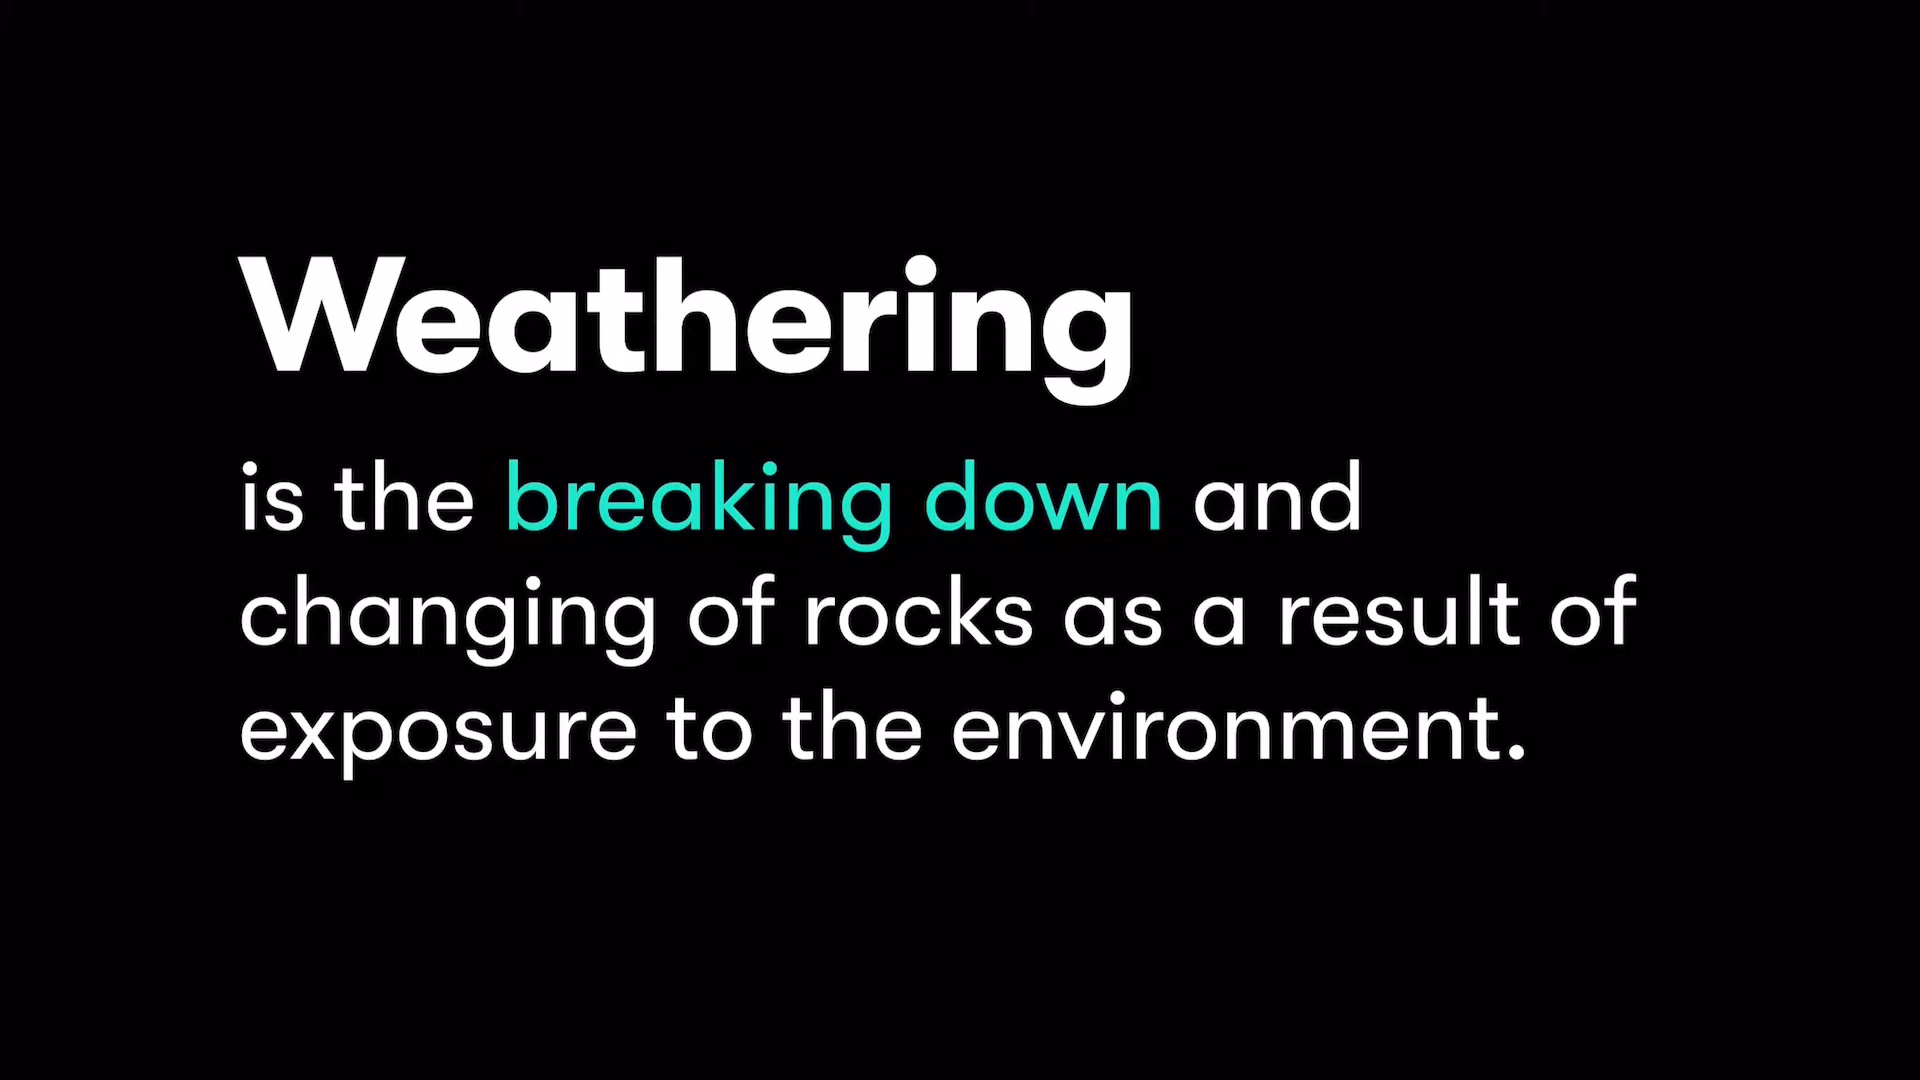 Weathering
is the breaking down and
changing of rocks as a result of
exposure to the environment.